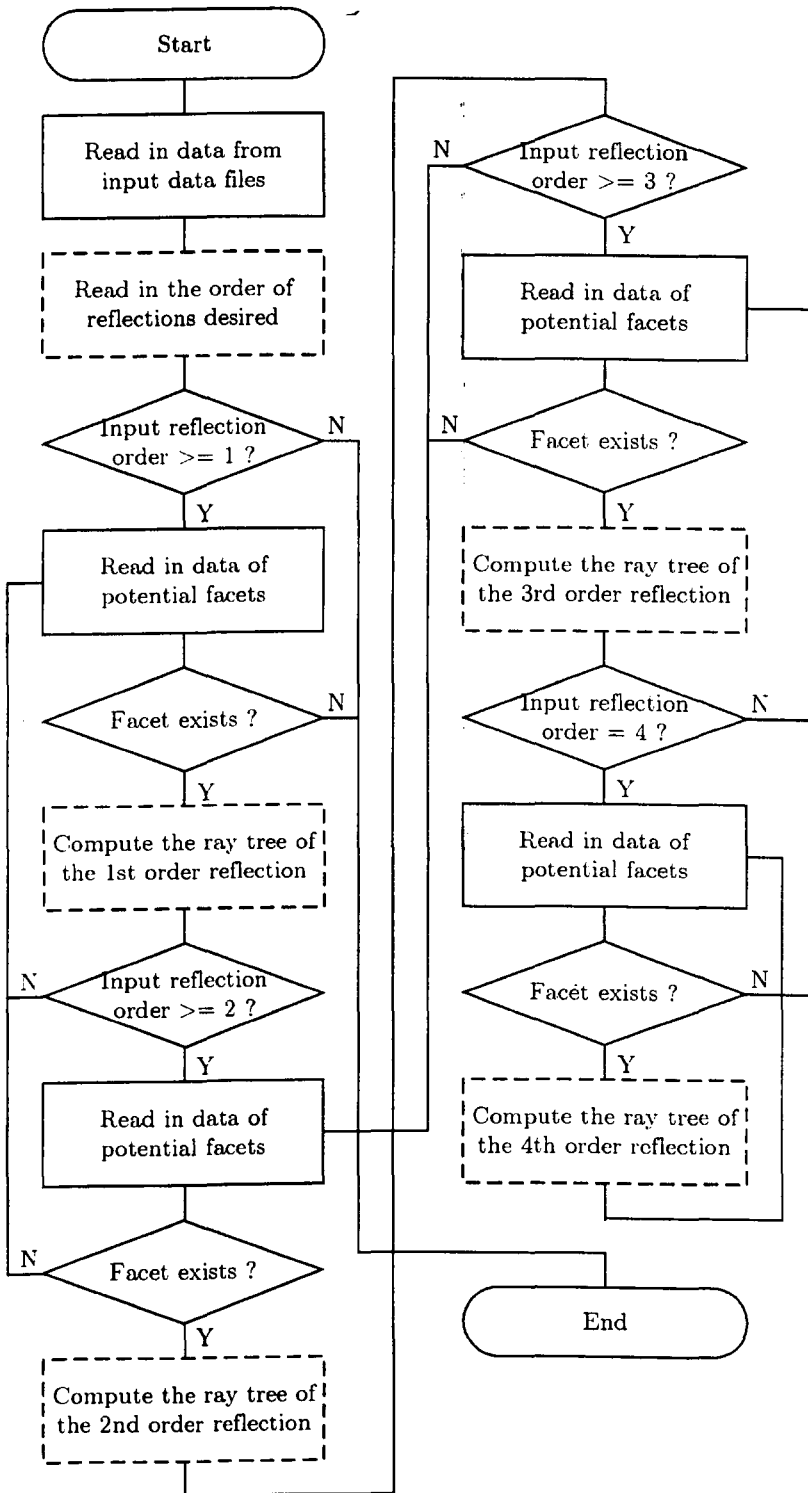 Start
Read in data from
input data files
Read in the order of
reflections desired
Input reflection
order >= 1 ?
N
Y
Read in data of
potential facets
Facet exists ?
N
Y
Compute the ray tree of
the 1st order reflection
N
Input reflection
order >= 2 ?
Y
Read in data of
potential facets
N
Facet exists ?
Y
Compute the ray tree of
the 2nd order reflection
N
Input reflection
order >= 3 ?
Y
Read in data of
potential facets
N
Facet exists ?
Y
Compute the ray tree of
the 3rd order reflection
Input reflection
order = 4 ?
N
Y
Read in data of
potential facets
Facet exists ?
N
Y
Compute the ray tree of
the 4th order reflection
End